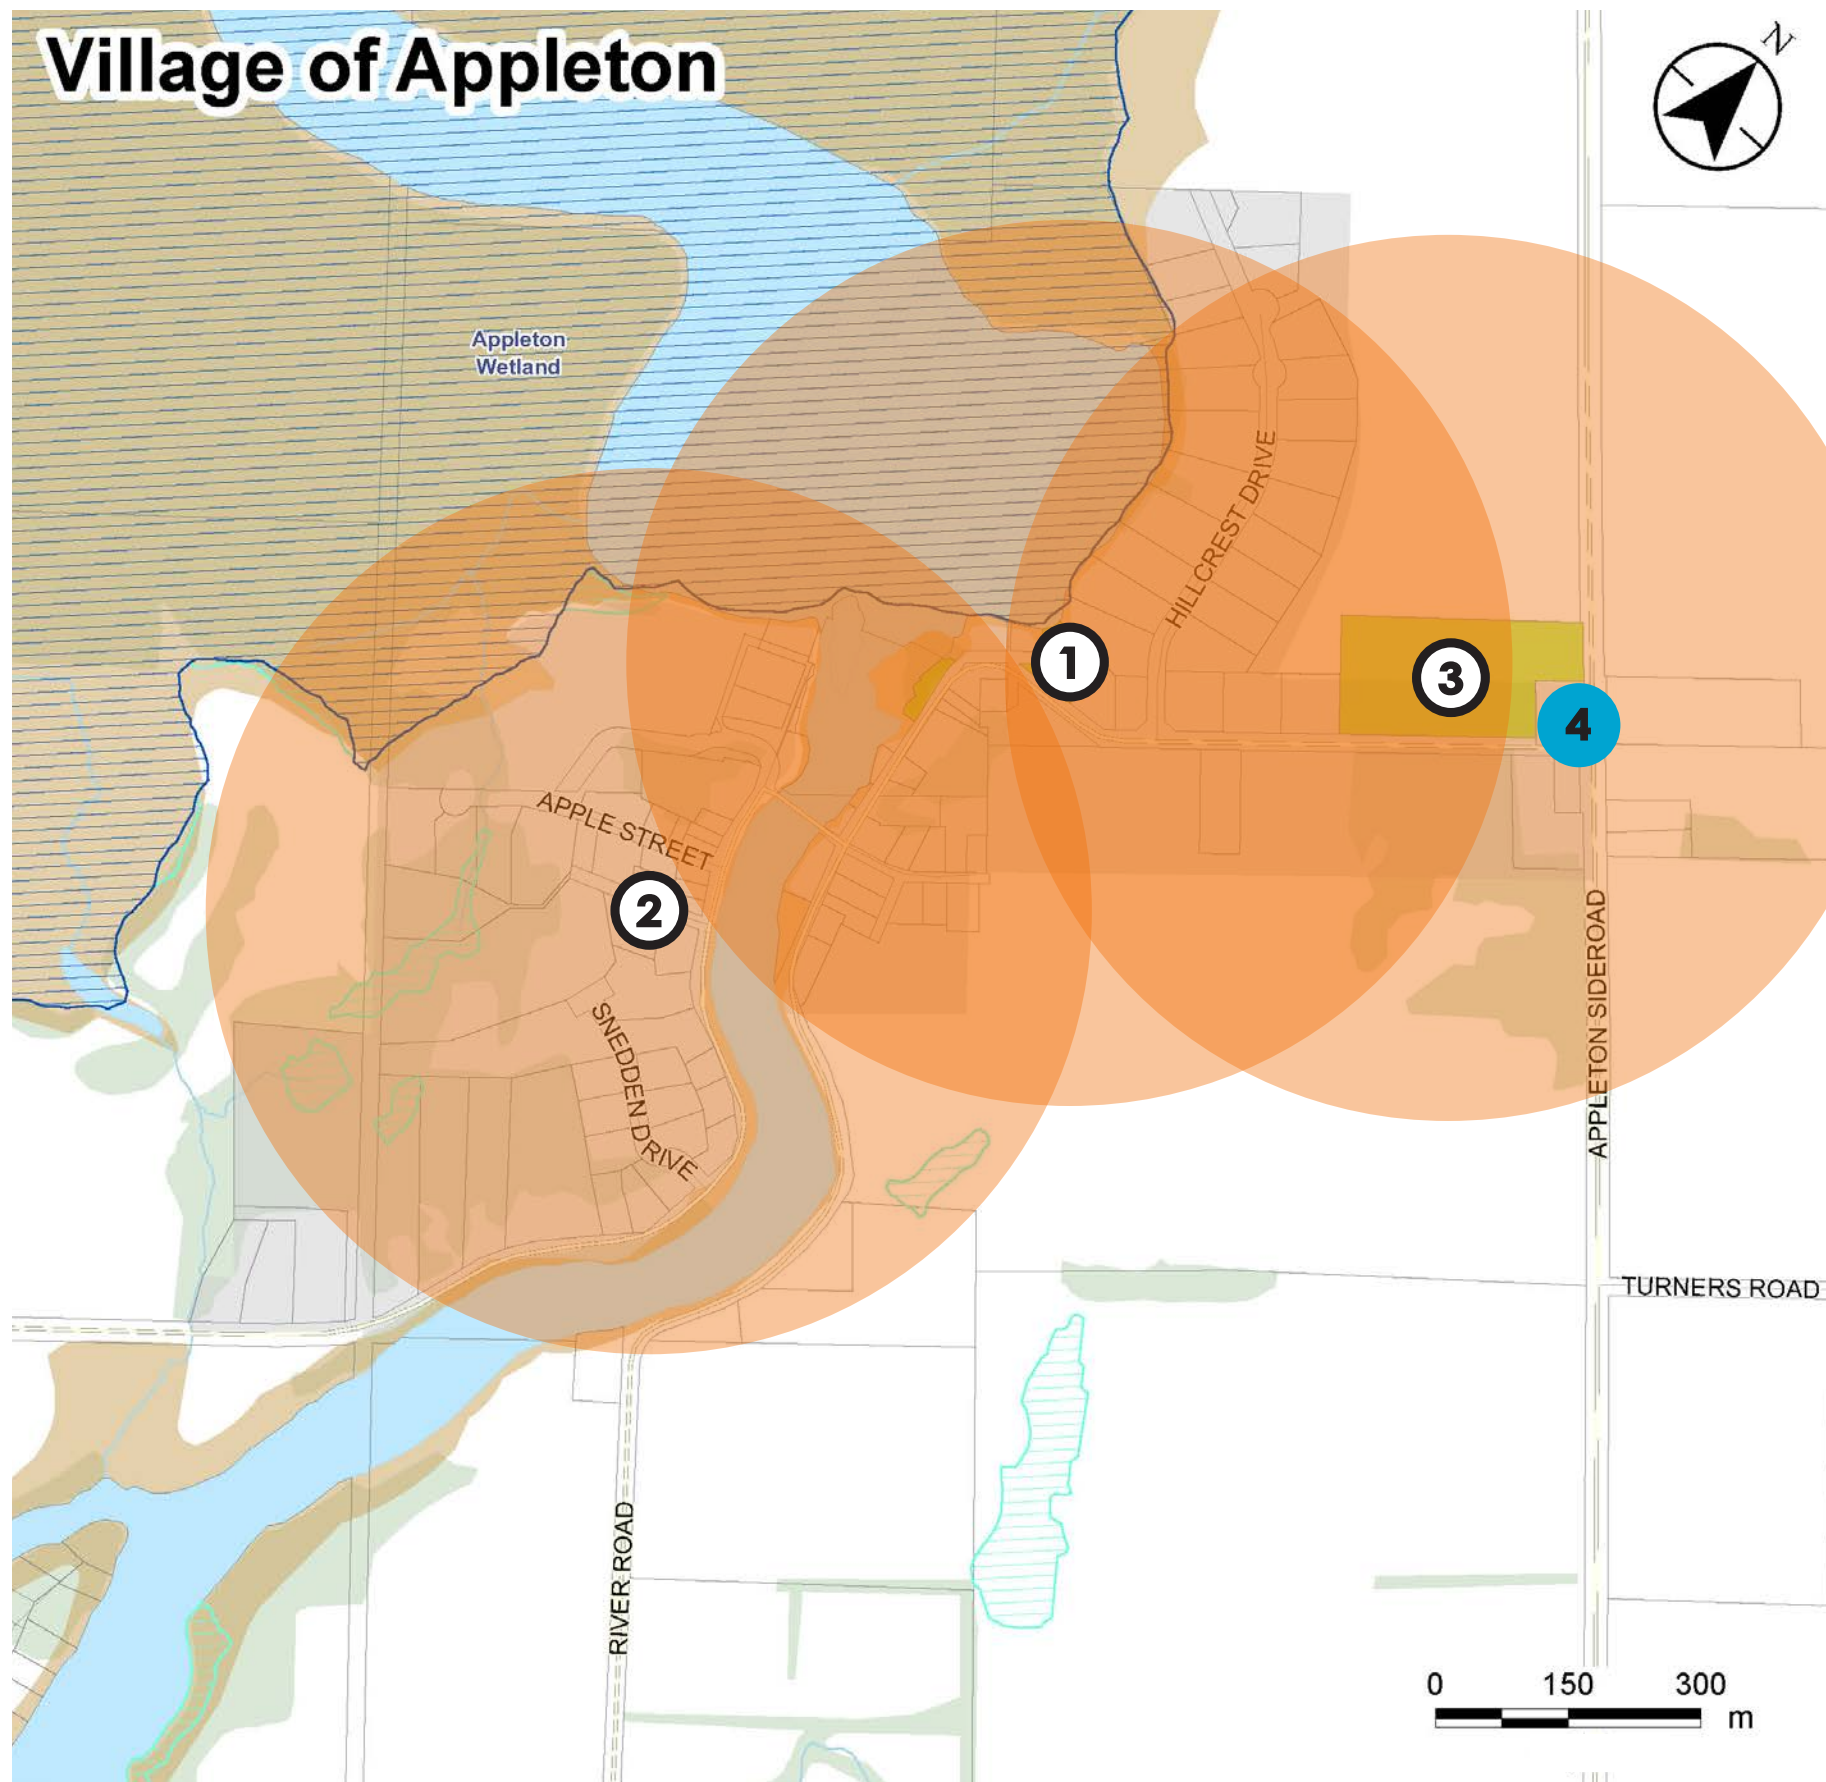 Village of Appleton
N
Appleton
Wetland
HILLCREST DRIVE
1
3
4
APPLE STREET
2
SNEDDEN DRIVE
APPLETON SIDEROAD
TURNERS ROAD
RIVER ROAD
0 150 300
m